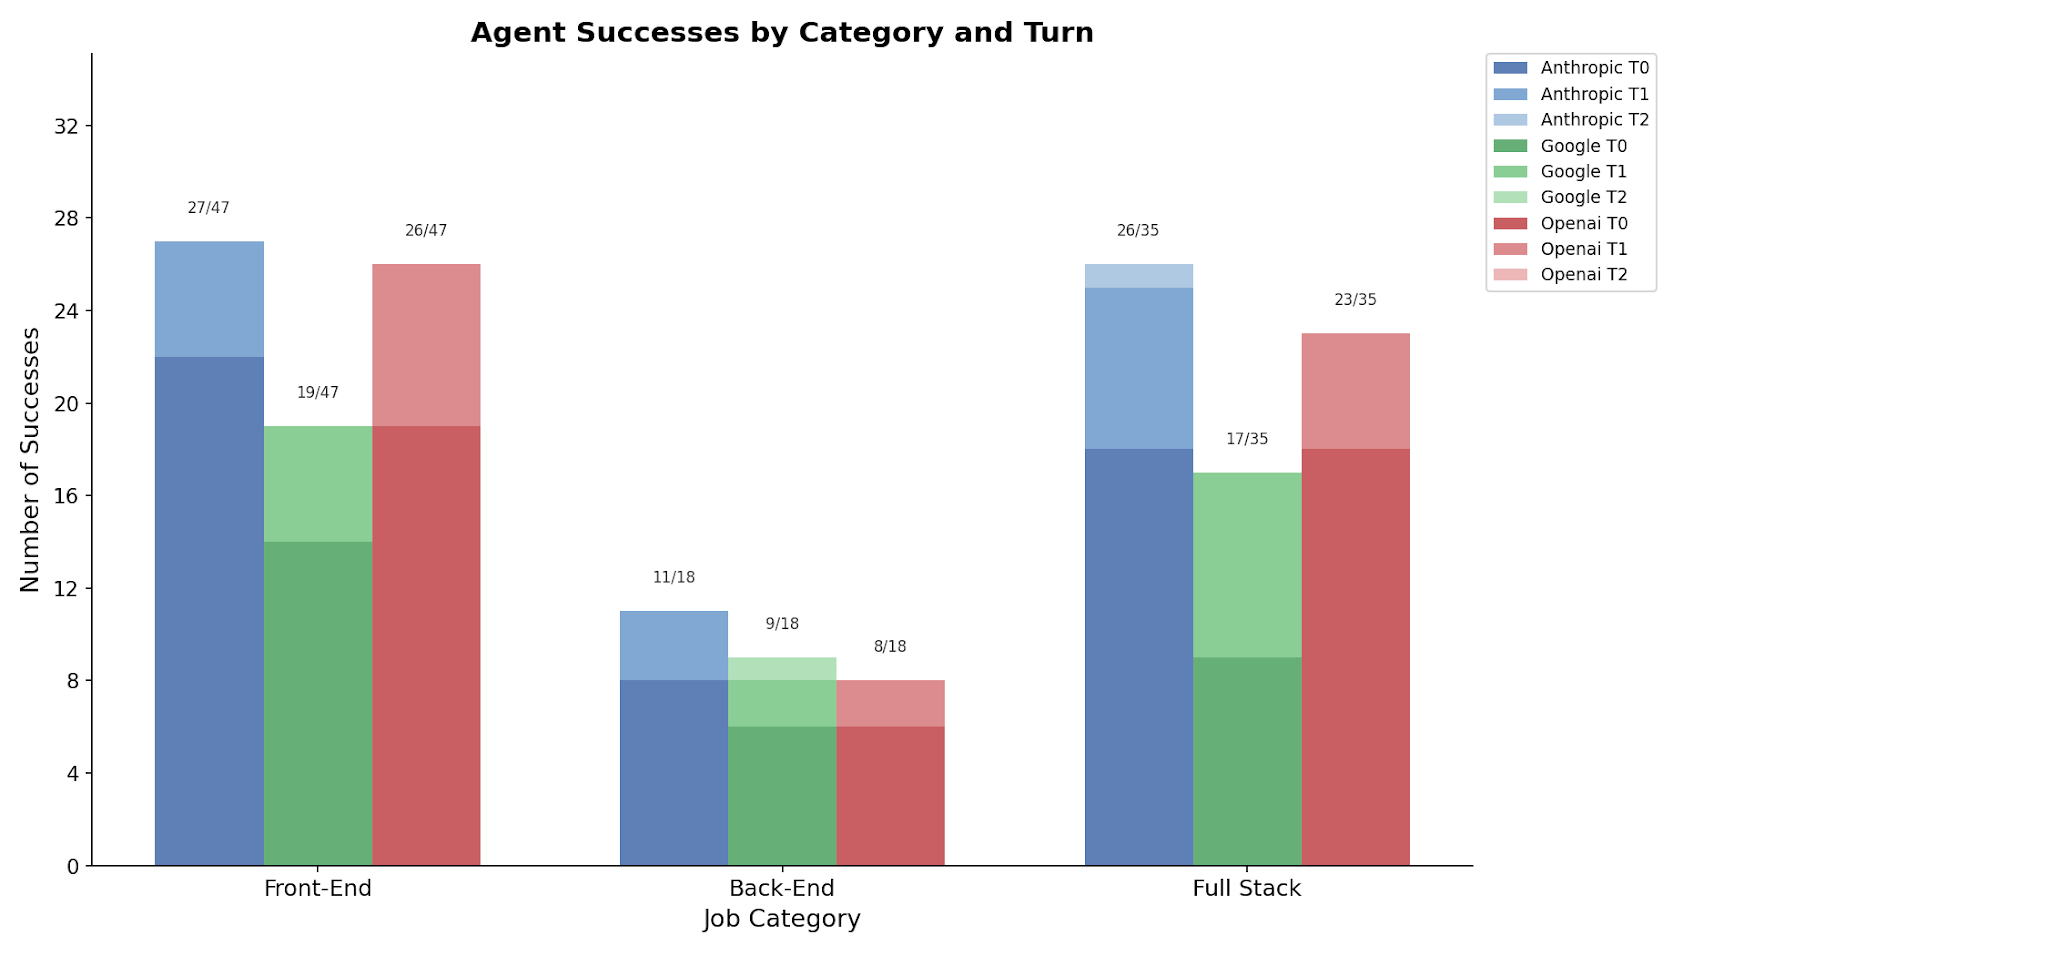 Agent Successes by Category and Turn
Number of Successes
32
28
24
20
16
12
8
4
0
27/47
19/47
26/47
11/18
9/18
8/18
26/35
17/35
23/35
Front-End
Back-End
Full Stack
Job Category
Anthropic T0
Anthropic T1
Anthropic T2
Google T0
Google T1
Google T2
Openai T0
Openai T1
Openai T2